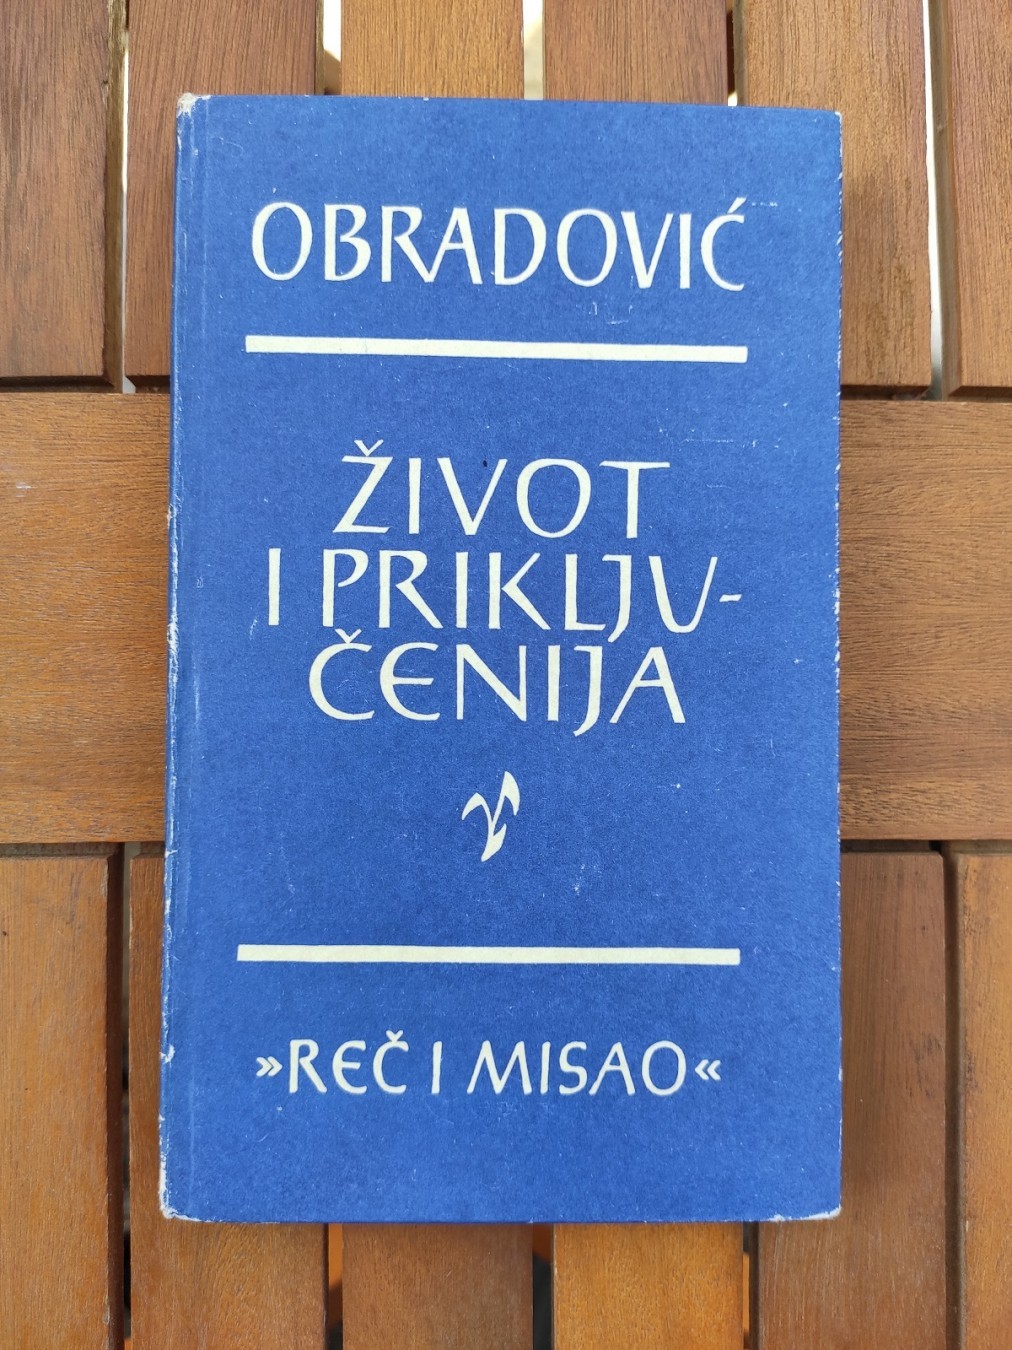 OBRADOVIĆ
ŽIVOT
I PRIKLJU-
ČENIJA
»REČ I MISAO«